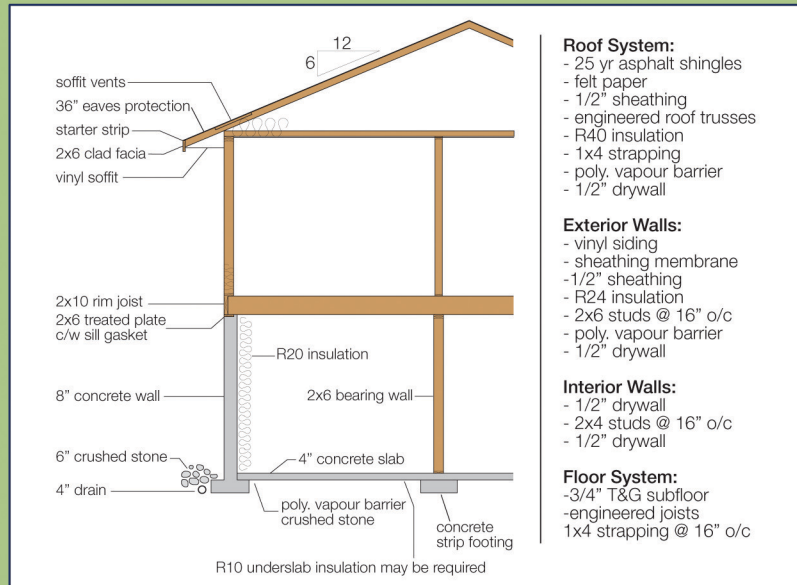 12
6
soffit vents
36” eaves protection
starter strip
2x6 clad facia
vinyl soffit
2x10 rim joist
2x6 treated plate
c/w sill gasket
R20 insulation
8” concrete wall
2x6 bearing wall
6” crushed stone
4” concrete slab
4” drain
poly. vapour barrier
crushed stone
concrete
strip footing
R10 underslab insulation may be required
Roof System:
- 25 yr asphalt shingles
- felt paper
- 1/2” sheathing
- engineered roof trusses
- R40 insulation
- 1x4 strapping
- poly. vapour barrier
- 1/2” drywall
Exterior Walls:
- vinyl siding
- sheathing membrane
-1/2” sheathing
- R24 insulation
- 2x6 studs @ 16” o/c
- poly. vapour barrier
- 1/2” drywall
Interior Walls:
- 1/2” drywall
- 2x4 studs @ 16” o/c
- 1/2” drywall
Floor System:
-3/4” T&G subfloor
-engineered joists
1x4 strapping @ 16” o/c